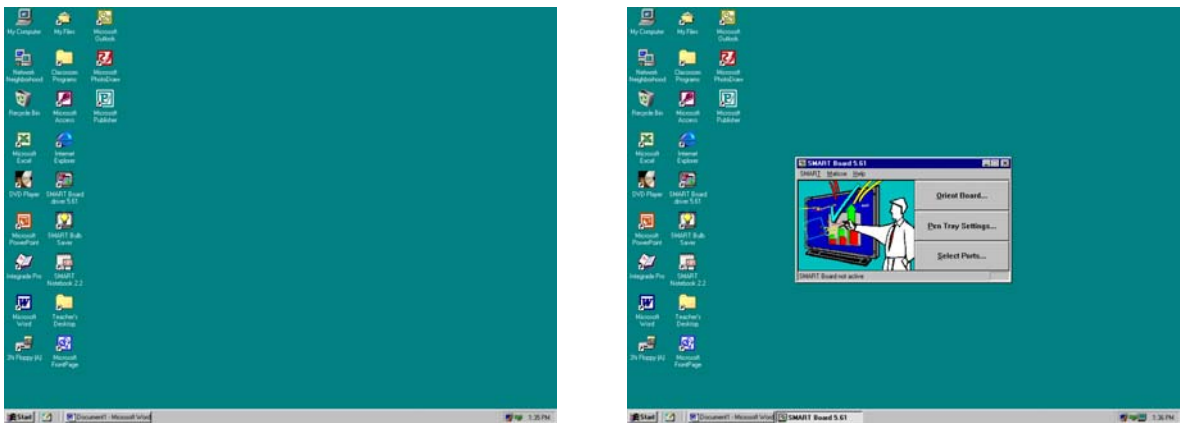 My Computer My Files Microsoft
Outlook
Network Classroom Microsoft
Neighborhood Programs PhotoDraw
Recycle Bin Microsoft Microsoft
Access Publisher
Microsoft Internet
Excel Explorer
DVD Player SMART Board
driver 5.61
Microsoft SMART Bulb
PowerPoint Saver
Integrade Pro SMART
Notebook 2.2
Microsoft Teacher's
Word Desktop
3½ Floppy (A) Microsoft
FrontPage
Start Document1 - Microsoft Word 1:35 PM
My Computer My Files Microsoft
Outlook
Network Classroom Microsoft
Neighborhood Programs PhotoDraw
Recycle Bin Microsoft Microsoft
Access Publisher
Microsoft Internet
Excel Explorer
DVD Player SMART Board
driver 5.61
Microsoft SMART Bulb
PowerPoint Saver
Integrade Pro SMART
Notebook 2.2
Microsoft Teacher's
Word Desktop
3½ Floppy (A) Microsoft
FrontPage
SMART Board 5.61
SMART Help
Orient Board...
Pen Tray Settings...
Select Ports...
SMART Board not active
Start Document1 - Microsoft Word SMART Board 5.61 1:36 PM